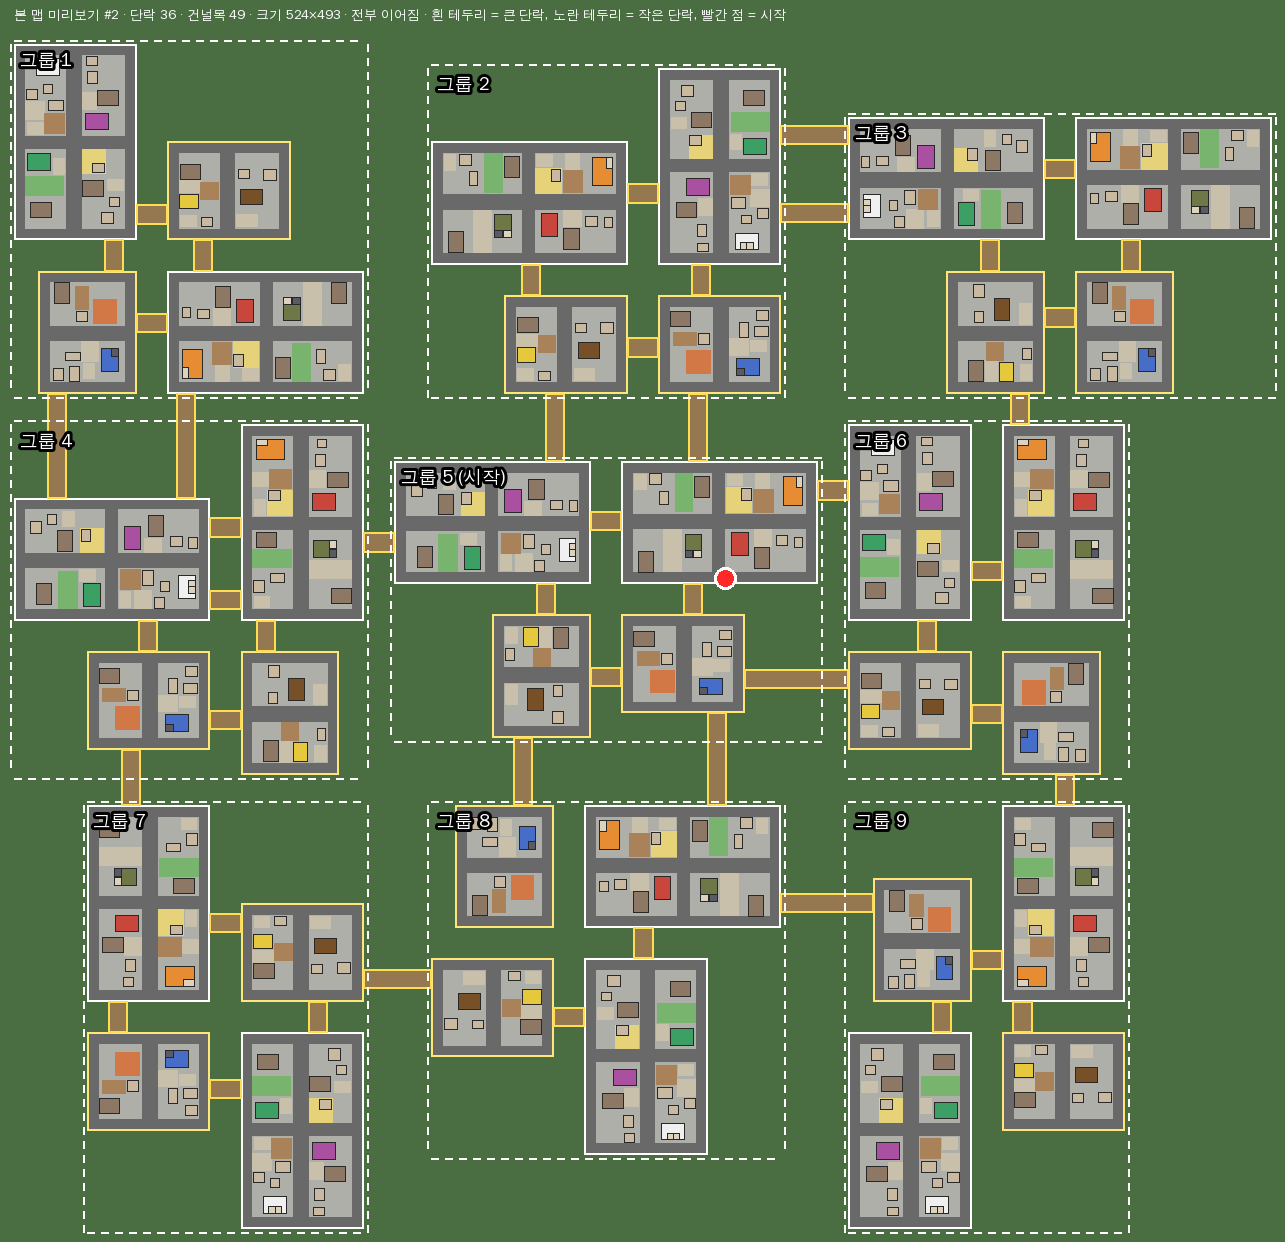 본 맵 미리보기 #2 · 단락 36 · 건널목 49 · 크기 524×493 · 전부 이어짐 · 흰 테두리 = 큰 단락, 노란 테두리 = 작은 단락, 빨간 점 = 시작
그룹 1
그룹 2
그룹 3
그룹 4
그룹 5 (시작)
그룹 6
그룹 7
그룹 8
그룹 9